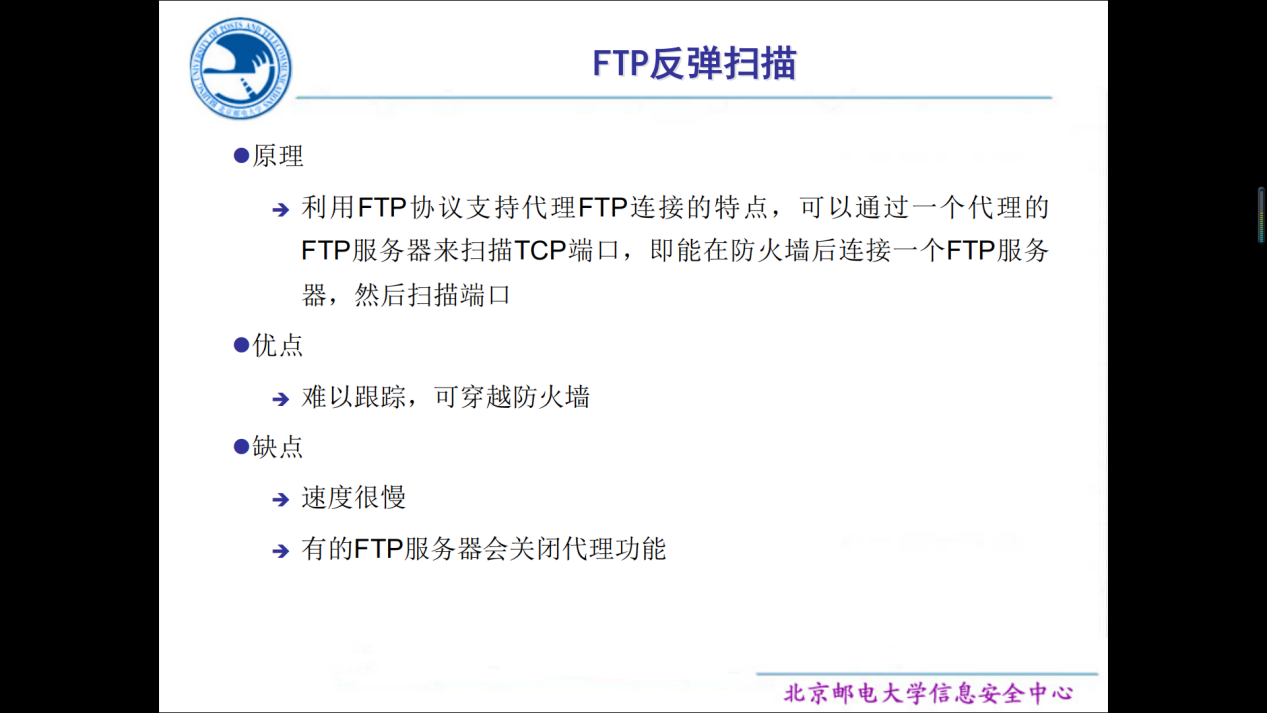 FTP反弹扫描
原理
利用FTP协议支持代理FTP连接的特点，可以通过一个代理的
FTP服务器来扫描TCP端口，即能在防火墙后连接一个FTP服务
器，然后扫描端口
优点
难以跟踪，可穿越防火墙
缺点
速度很慢
有的FTP服务器会关闭代理功能
北京邮电大学信息安全中心